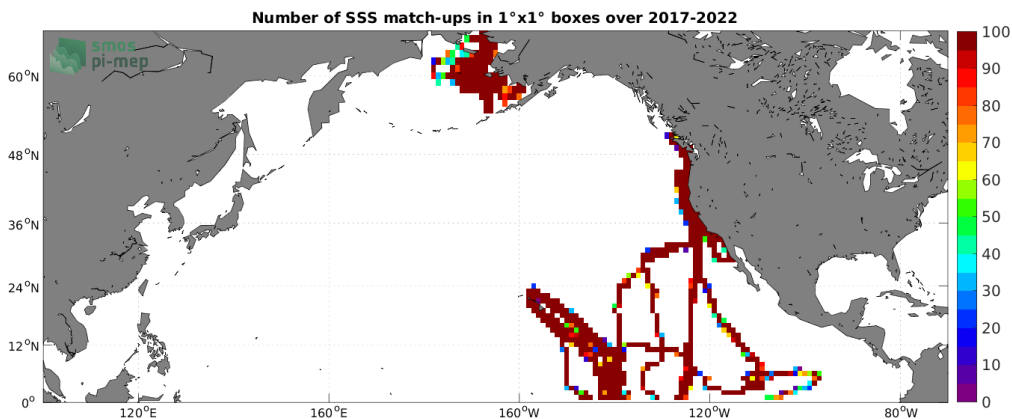 Number of SSS match-ups in 1°x1° boxes over 2017-2022
smos
pi-mep
60°N
48°N
36°N
24°N
12°N
0°
120°E
160°E
160°W
120°W
80°W
100
90
80
70
60
50
40
30
20
10
0